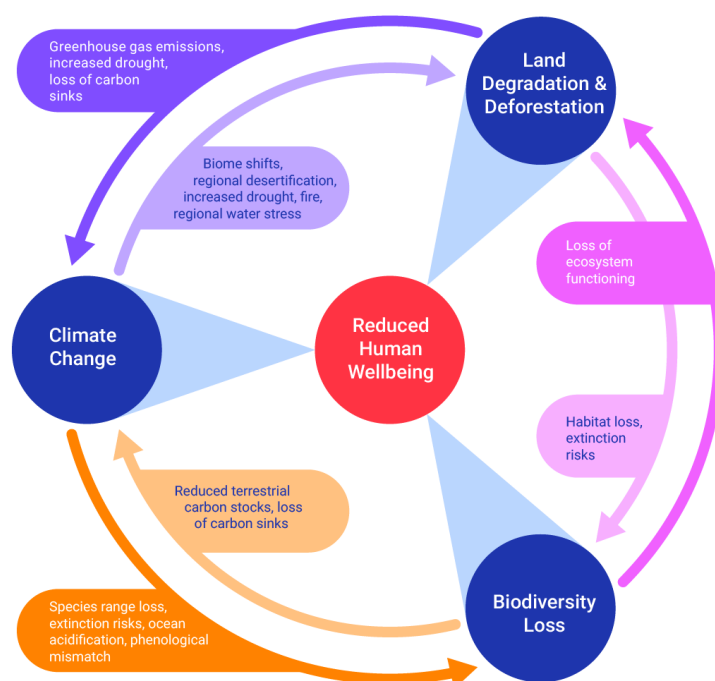 Greenhouse gas emissions,
increased drought,
loss of carbon
sinks
Land
Degradation &
Deforestation
Biome shifts,
regional desertification,
increased drought, fire,
regional water stress
Loss of
ecosystem
functioning
Climate
Change
Reduced
Human
Wellbeing
Habitat loss,
extinction
risks
Reduced terrestrial
carbon stocks, loss
of carbon sinks
Species range loss,
extinction risks, ocean
acidification, phenological
mismatch
Biodiversity
Loss